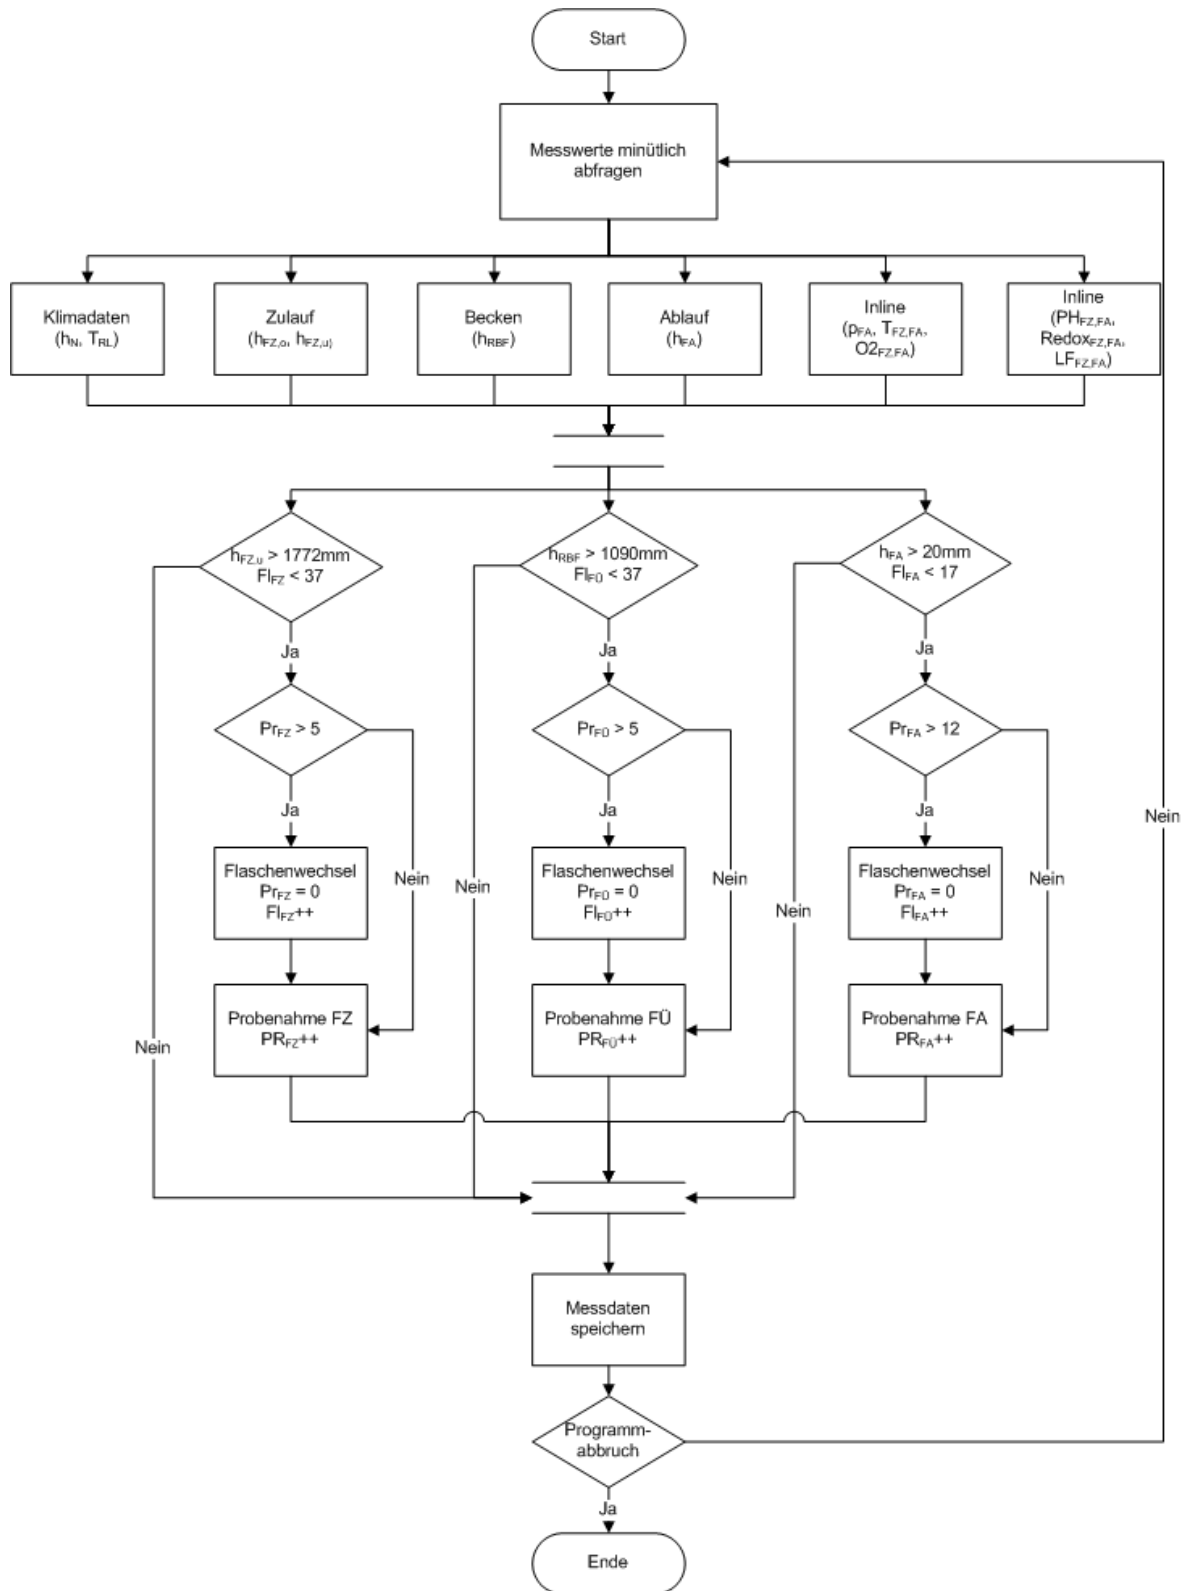 Start
Messwerte minütlich
abfragen
Klimadaten
(hN, TRL)
Zulauf
(hFZ,o, hFZ,u)
Becken
(hRBF)
Ablauf
(hFA)
Inline
(pFA, TFZ,FA,
O2FZ,FA)
Inline
(PHFZ,FA,
RedoxFZ,FA,
LFFZ,FA)
hFZ,u > 1772mm
FlFZ < 37
hRBF > 1090mm
FlFÜ < 37
hFA > 20mm
FlFA < 17
Ja
Ja
Ja
PrFZ > 5
PrFÜ > 5
PrFA > 12
Ja
Ja
Ja
Nein
Flaschenwechsel
PrFZ = 0
FlFZ++
Nein
Nein
Flaschenwechsel
PrFÜ = 0
FlFÜ++
Nein
Nein
Flaschenwechsel
PrFA = 0
FlFA++
Nein
Probenahme FZ
PRFZ++
Probenahme FÜ
PRFÜ++
Probenahme FA
PRFA++
Nein
Messdaten
speichern
Programm-
abbruch
Ja
Ende